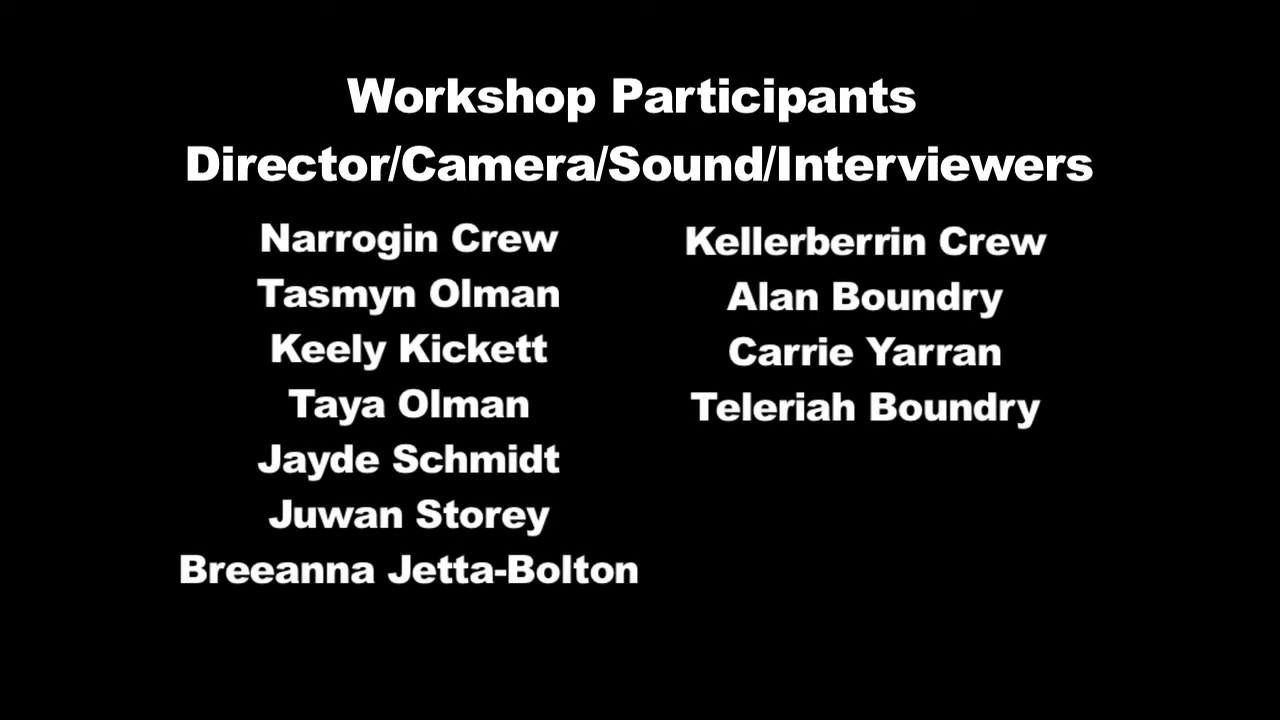 Workshop Participants
Director/Camera/Sound/Interviewers
Narrogin Crew
Tasmyn Olman
Keely Kickett
Taya Olman
Jayde Schmidt
Juwan Storey
Breeanna Jetta-Bolton
Kellerberrin Crew
Alan Boundry
Carrie Yarran
Teleriah Boundry